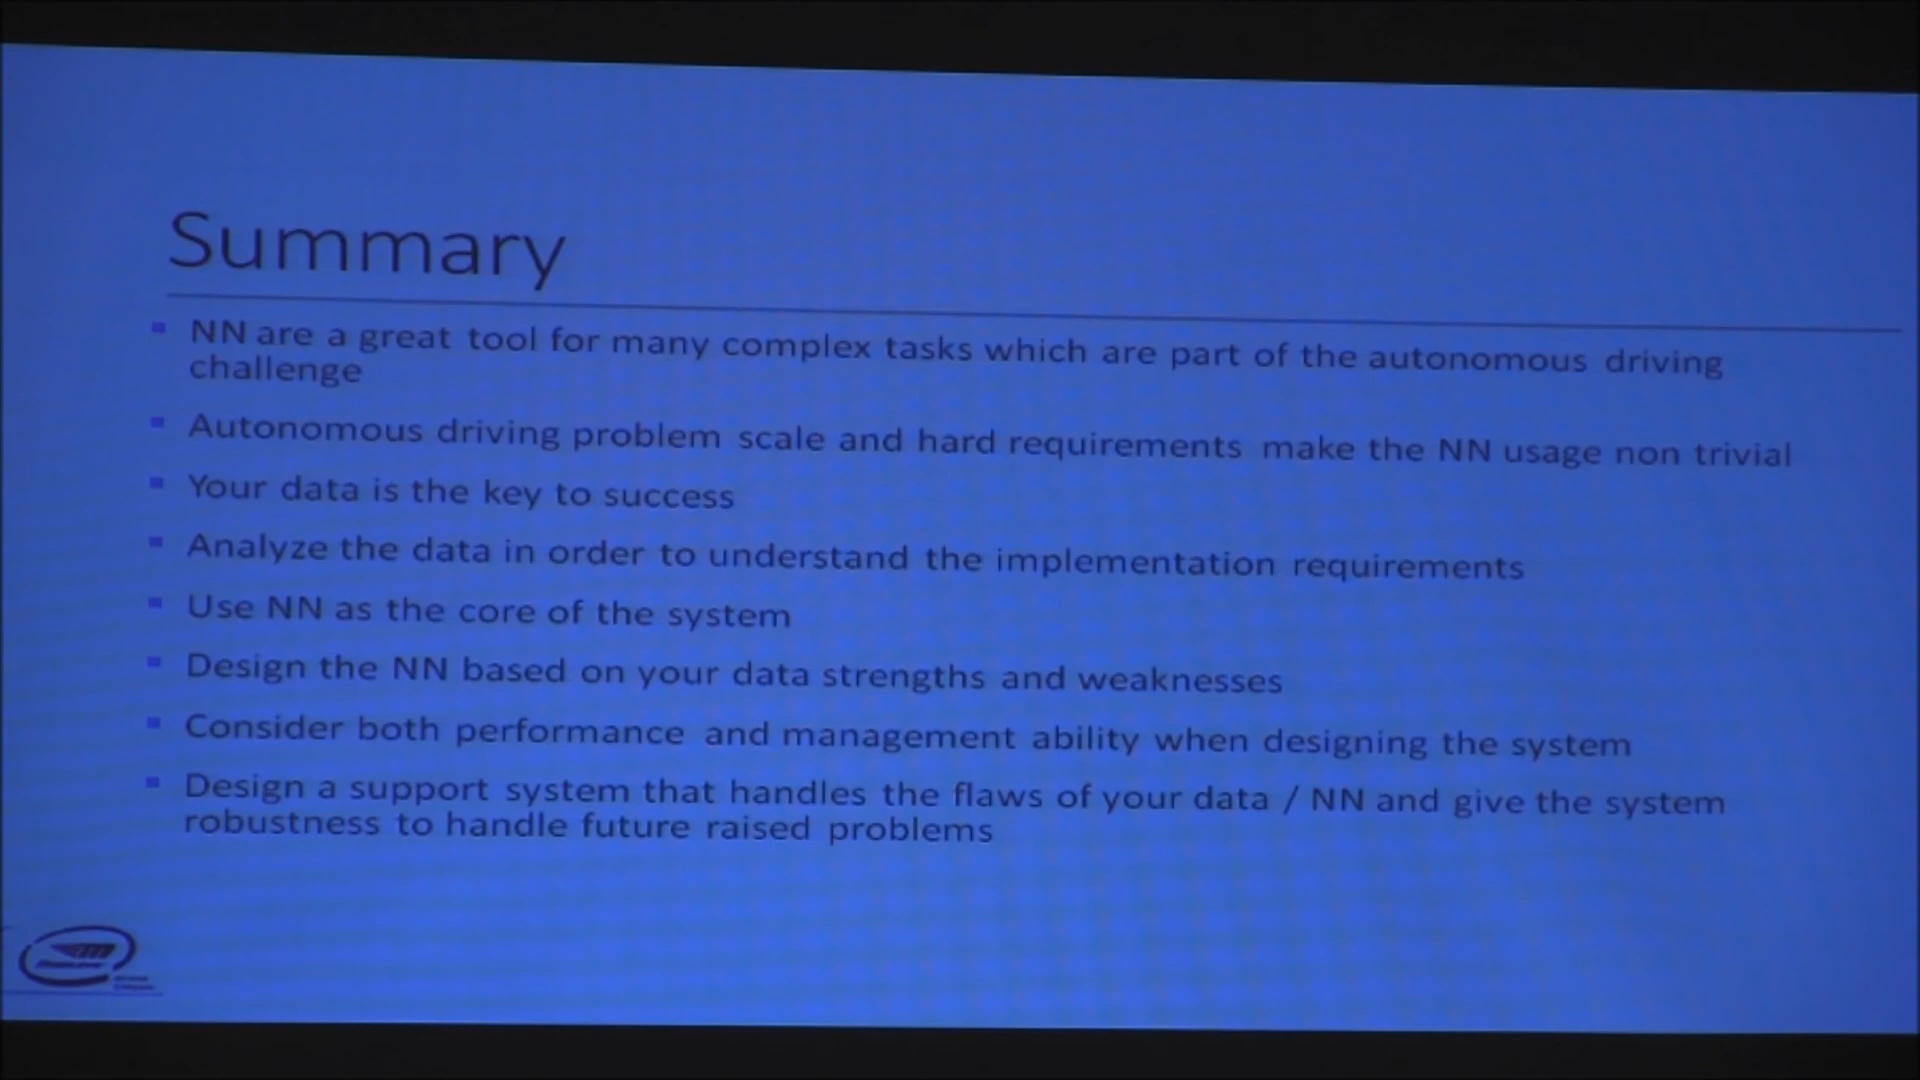 Summary
NN are a great tool for many complex tasks which are part of the autonomous driving
challenge
Autonomous driving problem scale and hard requirements make the NN usage non trivial
Your data is the key to success
Analyze the data in order to understand the implementation requirements
Use NN as the core of the system
Design the NN based on your data strengths and weaknesses
Consider both performance and management ability when designing the system
Design a support system that handles the flaws of your data / NN and give the system
robustness to handle future raised problems